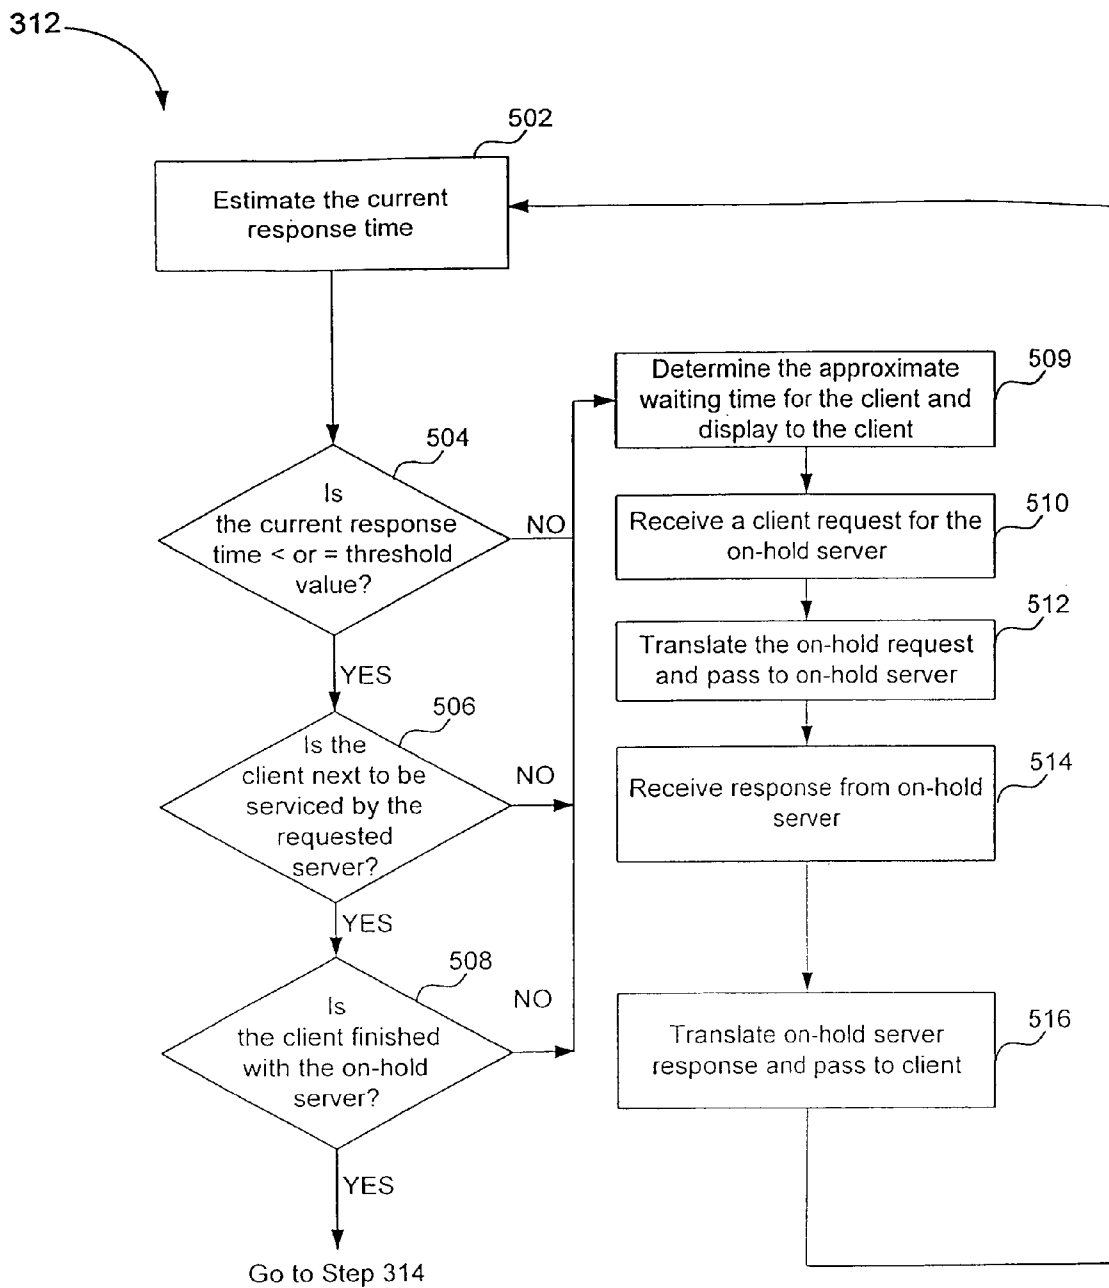 312
502
Estimate the current
response time
509
Determine the approximate
waiting time for the client and
display to the client
504
Is
the current response
time < or = threshold
value?
NO
YES
510
Receive a client request for the
on-hold server
512
Translate the on-hold request
and pass to on-hold server
506
Is the
client next to be
serviced by the
requested
server?
NO
YES
514
Receive response from on-hold
server
508
Is
the client finished
with the on-hold
server?
NO
YES
516
Translate on-hold server
response and pass to client
Go to Step 314